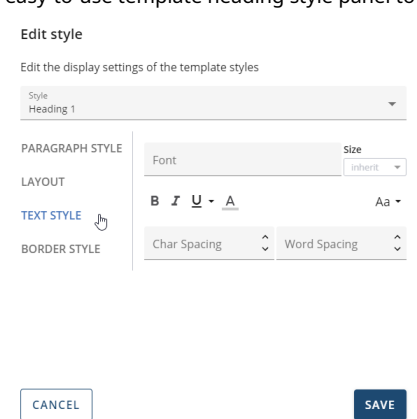 easy-to-use template heading style panel to
Edit style
Edit the display settings of the template styles
Style
Heading 1
PARAGRAPH STYLE
LAYOUT
TEXT STYLE
BORDER STYLE
Font
Size
inherit
B I U A Aa
Char Spacing
Word Spacing
CANCEL
SAVE